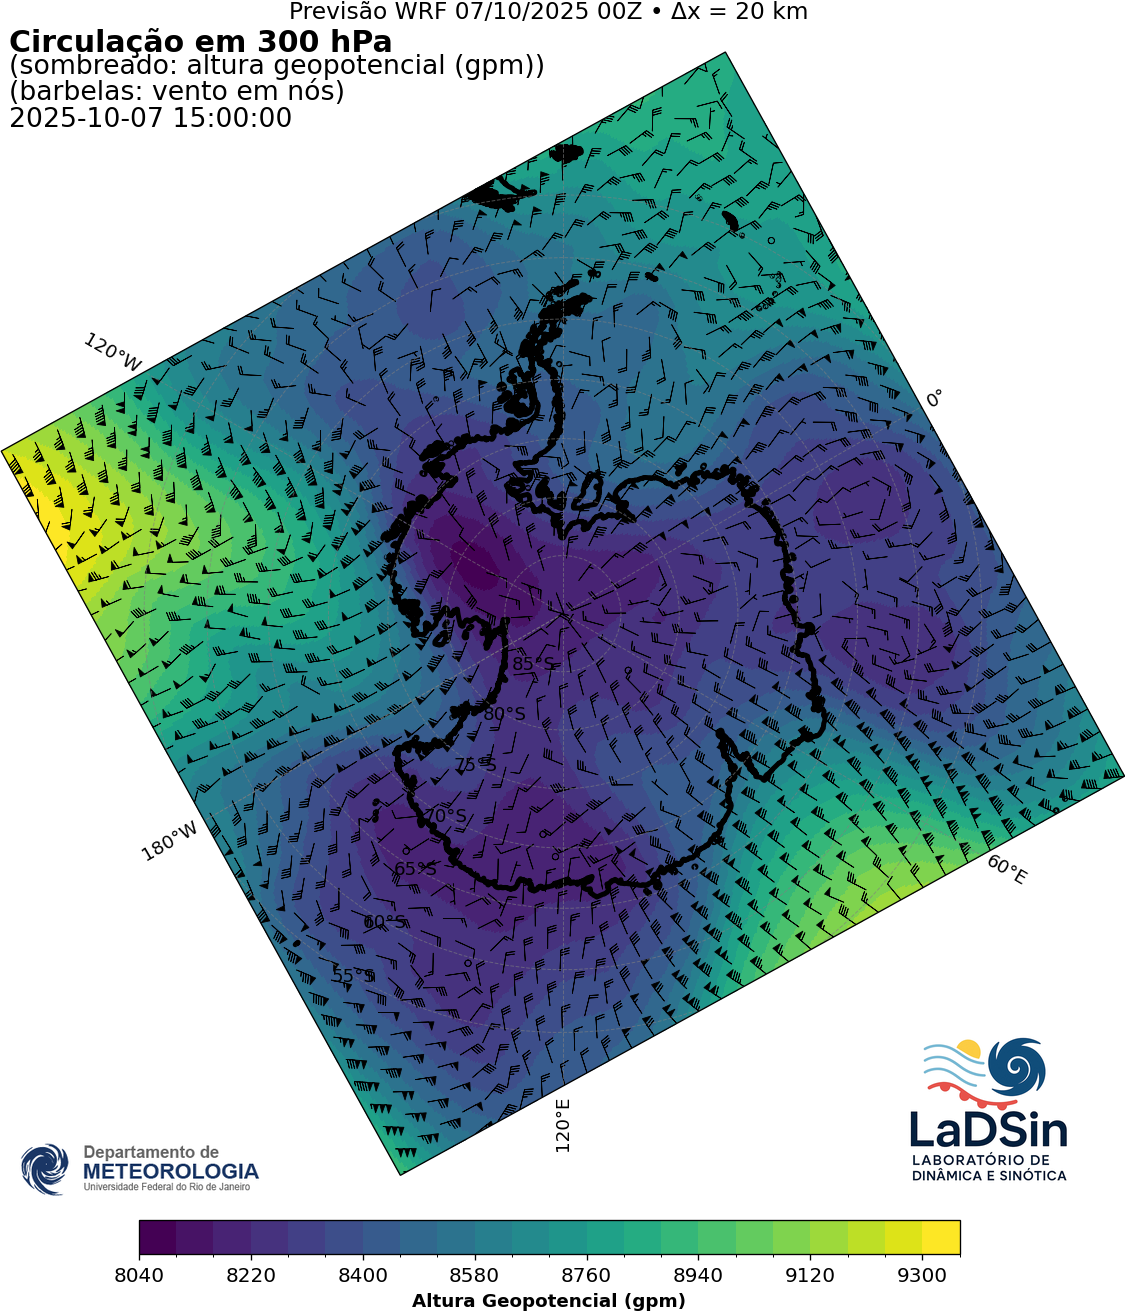 Previsão WRF 07/10/2025 00Z • Δx = 20 km
Circulação em 300 hPa
(sombreado: altura geopotencial (gpm))
(barbelas: vento em nós)
2025-10-07 15:00:00
120°W
0°
85°S
80°S
75°S
70°S
180°W
65°S
60°E
60°S
55°S
120°E
LaDSin
LABORATÓRIO DE
DINÂMICA E SINÓTICA
Departamento de
METEOROLOGIA
Universidade Federal do Rio de Janeiro
8040 8220 8400 8580 8760 8940 9120 9300
Altura Geopotencial (gpm)